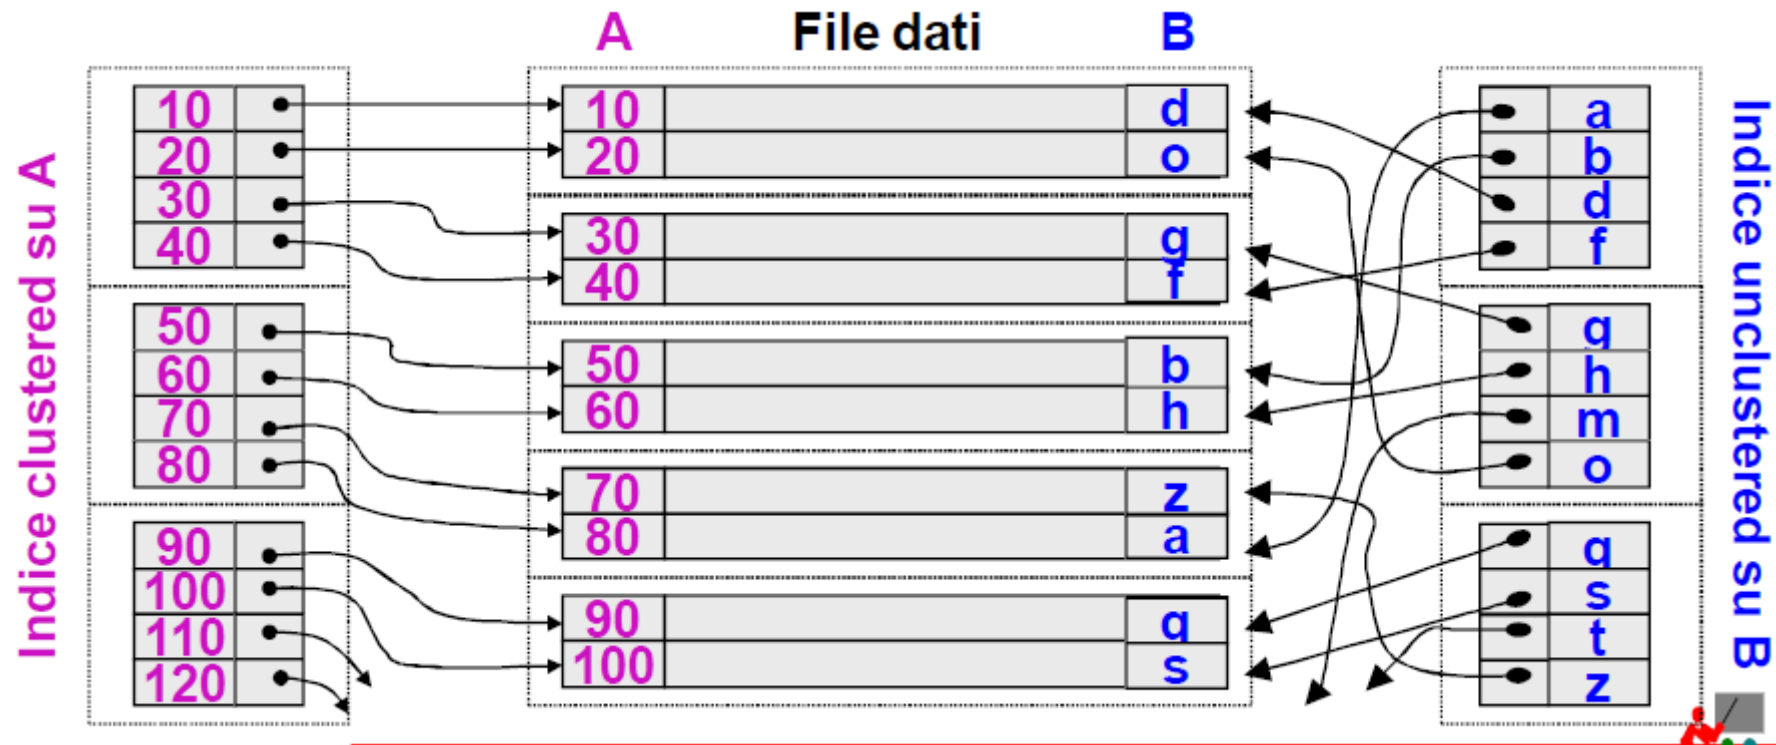 A File dati B
Indice clustered su A
10
20
30
40
50
60
70
80
90
100
110
120
10 d
20 o
30 g
40 f
50 b
60 h
70 z
80 a
90 q
100 s
a
b
d
f
g
h
m
o
q
s
t
z
Indice unclustered su B